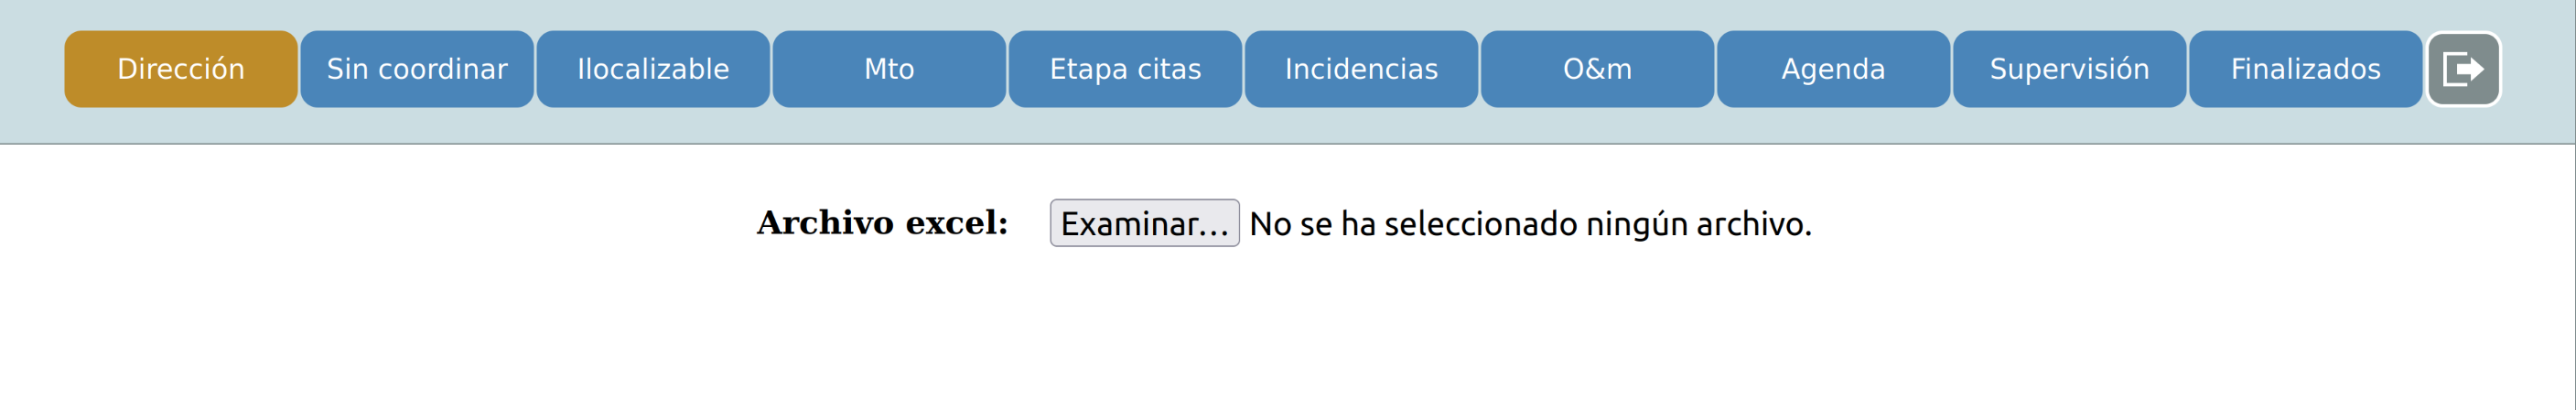 Dirección Sin coordinar Ilocalizable Mto Etapa citas Incidencias O&m Agenda Supervisión Finalizados
Archivo excel: Examinar... No se ha seleccionado ningún archivo.